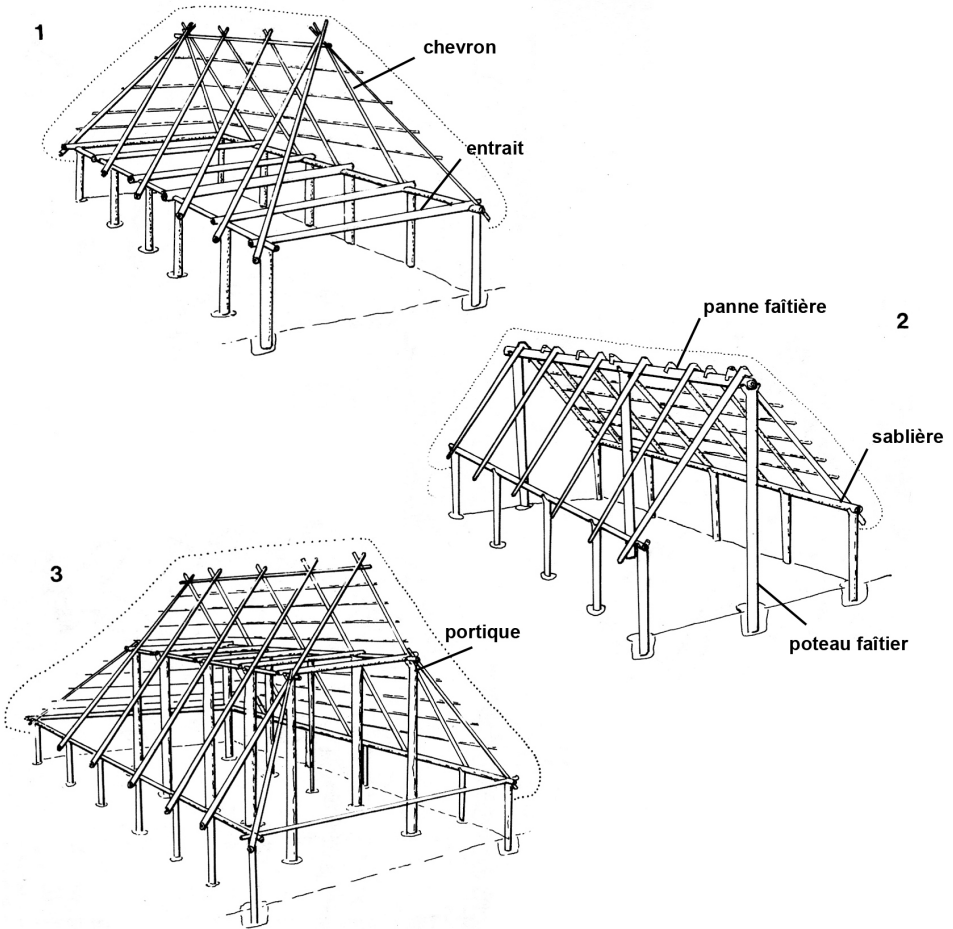 1
chevron
entrait
panne faîtière
2
sablière
3
portique
poteau faîtier